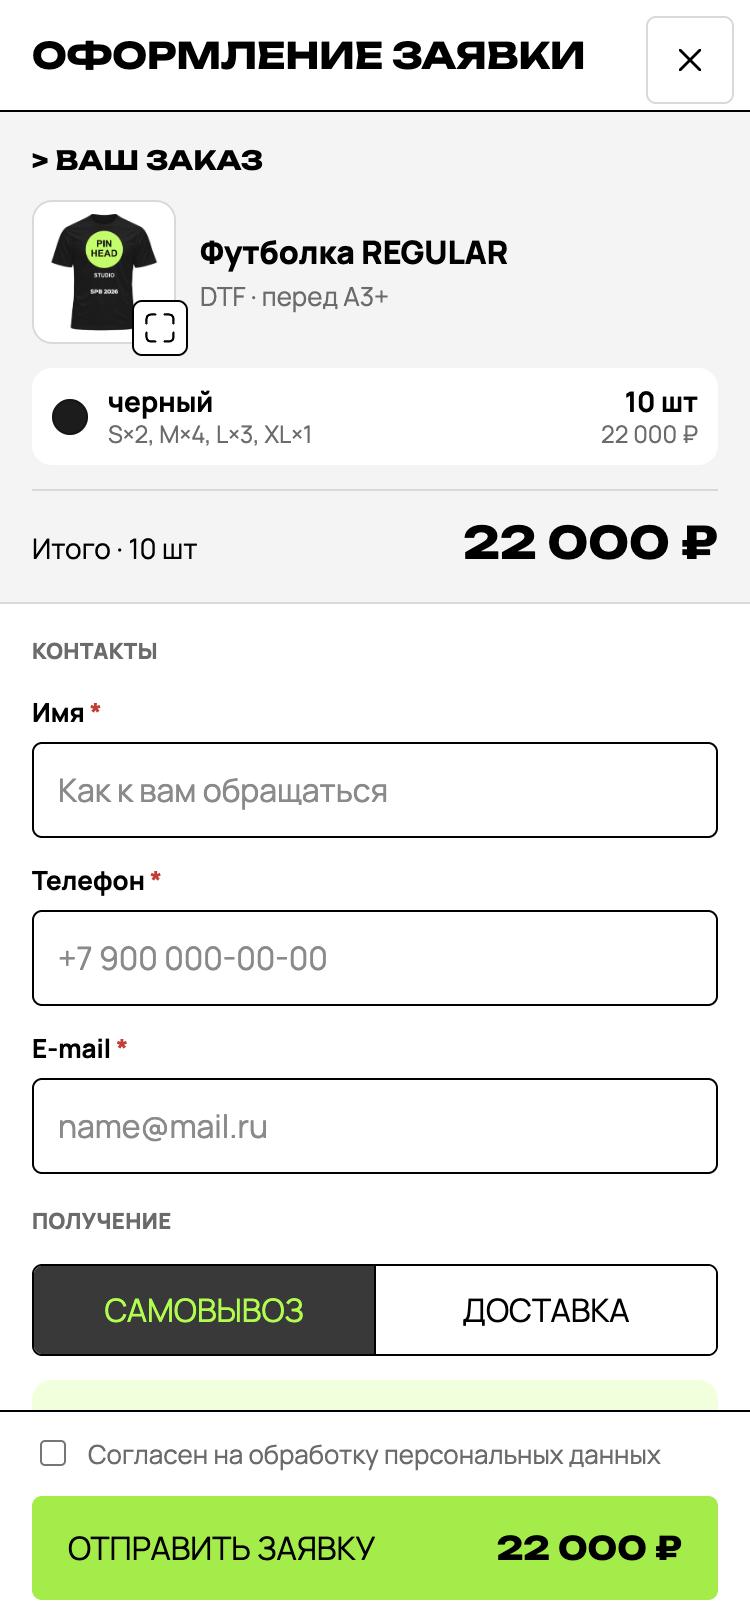 ОФОРМЛЕНИЕ ЗАЯВКИ
> ВАШ ЗАКАЗ
PIN
HEAD
STUDIO
SPB 2026
Футболка REGULAR
DTF · перед A3+
черный
10 шт
S×2, M×4, L×3, XL×1
22 000 ₽
Итого · 10 шт
22 000 ₽
КОНТАКТЫ
Имя *
Как к вам обращаться
Телефон *
+7 900 000-00-00
E-mail *
name@mail.ru
ПОЛУЧЕНИЕ
САМОВЫВОЗ
ДОСТАВКА
Согласен на обработку персональных данных
ОТПРАВИТЬ ЗАЯВКУ
22 000 ₽